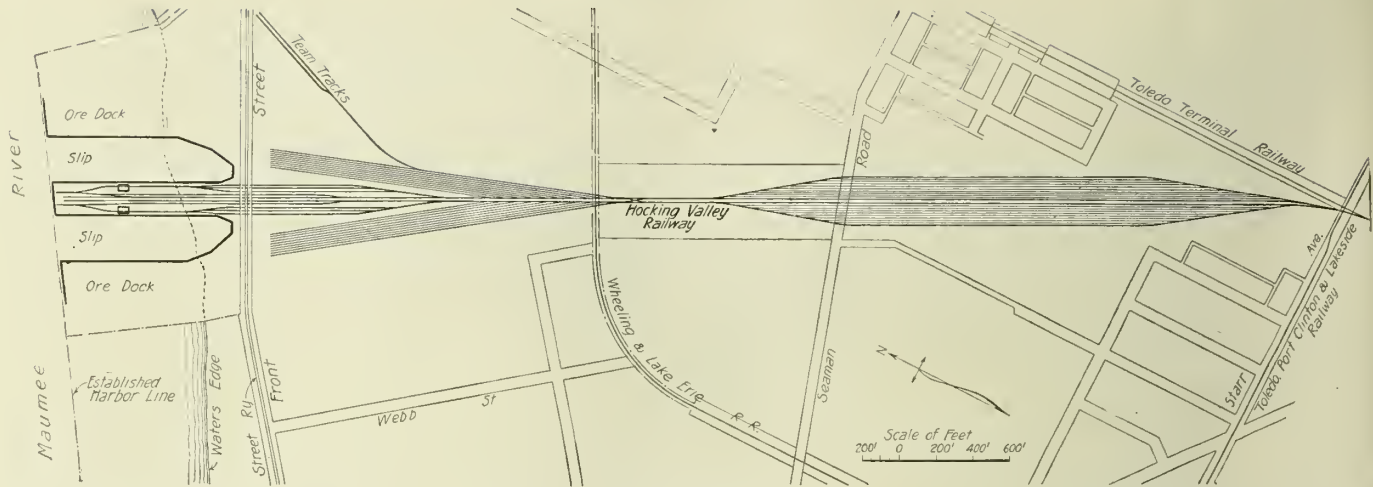 Team Tracks
Street
Ore Dock
Slip
River
Toledo Terminal Railway
Road
Hocking Valley
Railway
Slip
Ore Dock
Ave.
Toledo, Port Clinton & Lakeside
Railway
Wheeling & Lake Erie R. R.
N
Established
Harbor Line
Waters Edge
Front
Street Ry
Webb St
Seaman
Starr
Maumee
Scale of Feet
200' 0 200' 400' 600'